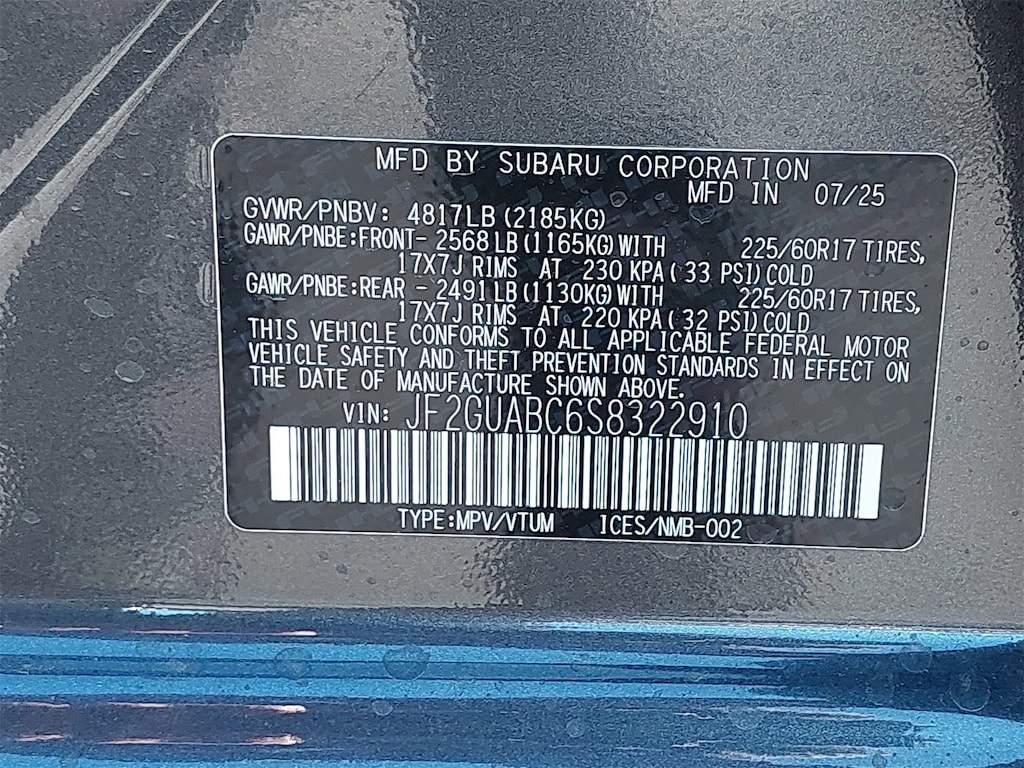 MFD BY SUBARU CORPORATION
MFD IN 07/25
GVWR/PNBV: 4817LB (2185KG)
GAWR/PNBE:FRONT- 2568 LB (1165KG) WITH 225/60R17 TIRES,
17X7J RIMS AT 230 KPA ( 33 PSI) COLD
GAWR/PNBE:REAR - 2491 LB (1130KG) WITH 225/60R17 TIRES,
17X7J RIMS AT 220 KPA ( 32 PSI) COLD
THIS VEHICLE CONFORMS TO ALL APPLICABLE FEDERAL MOTOR
VEHICLE SAFETY AND THEFT PREVENTION STANDARDS IN EFFECT ON
THE DATE OF MANUFACTURE SHOWN ABOVE.
VIN: JF2GUABC6S8322910
TYPE:MPV/VTUM ICES/NMB-002